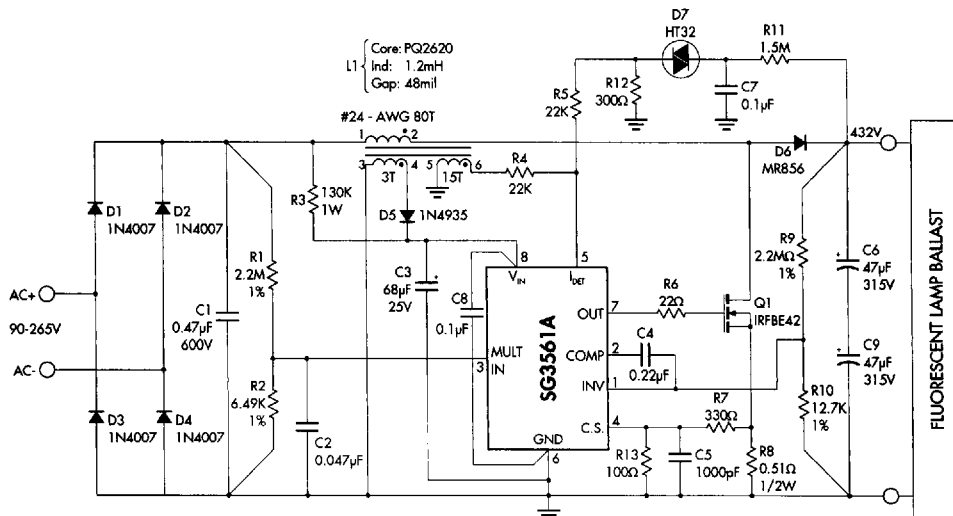 D7
HT32
R11
1.5M
Core: PQ2620
L1 Ind: 1.2mH
Gap: 48mil
R5
22K
R12
300Ω
C7
0.1µF
#24 - AWG 80T
1 2
3 4 5 6
3T 15T
R4
22K
D6
MR856
432V
D1
1N4007
D2
1N4007
R3
130K
1W
D5 1N4935
R1
2.2M
1%
R9
2.2MΩ
1%
C6
47µF
315V
AC+
90-265V
AC-
C1
0.47µF
600V
C3
68µF
25V
C8
0.1µF
8
VIN
5
IDET
OUT 7
R6
22Ω
Q1
IRFBE42
MULT
IN
3
SG3561A
COMP 2
C4
0.22µF
INV 1
C.S. 4
GND
6
R2
6.49K
1%
C9
47µF
315V
R10
12.7K
1%
D3
1N4007
D4
1N4007
C2
0.047µF
R7
330Ω
R13
100Ω
C5
1000pF
R8
0.51Ω
1/2W
FLUORESCENT LAMP BALLAST